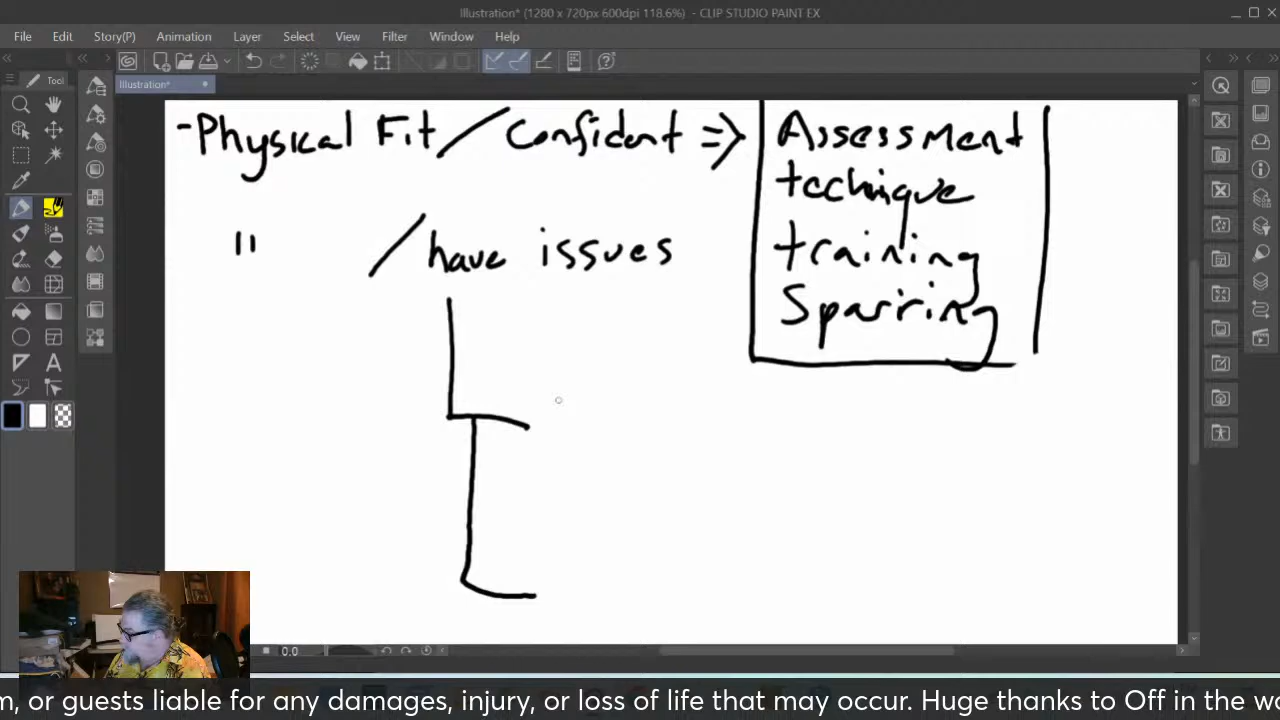 Illustration* (1280 x 720px 600dpi 118.6%) - CLIP STUDIO PAINT EX
File Edit Story(P) Animation Layer Select View Filter Window Help
Tool
Illustration*
-Physical Fit / Confident => Assessment
technique
" / have issues
training
Sparring
0.0
m, or guests liable for any damages, injury, or loss of life that may occur. Huge thanks to Off in the wo